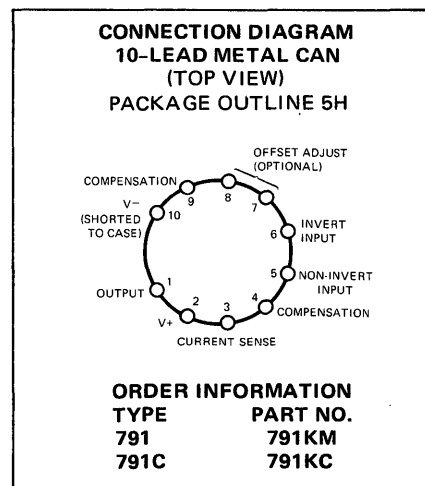 CONNECTION DIAGRAM
10-LEAD METAL CAN
(TOP VIEW)
PACKAGE OUTLINE 5H
OFFSET ADJUST
(OPTIONAL)
COMPENSATION
8
9
7
V−
(SHORTED
TO CASE)
10
6
INVERT
INPUT
5
NON-INVERT
INPUT
OUTPUT
1
2
3
4
COMPENSATION
V+
CURRENT SENSE
ORDER INFORMATION
TYPE PART NO.
791 791KM
791C 791KC